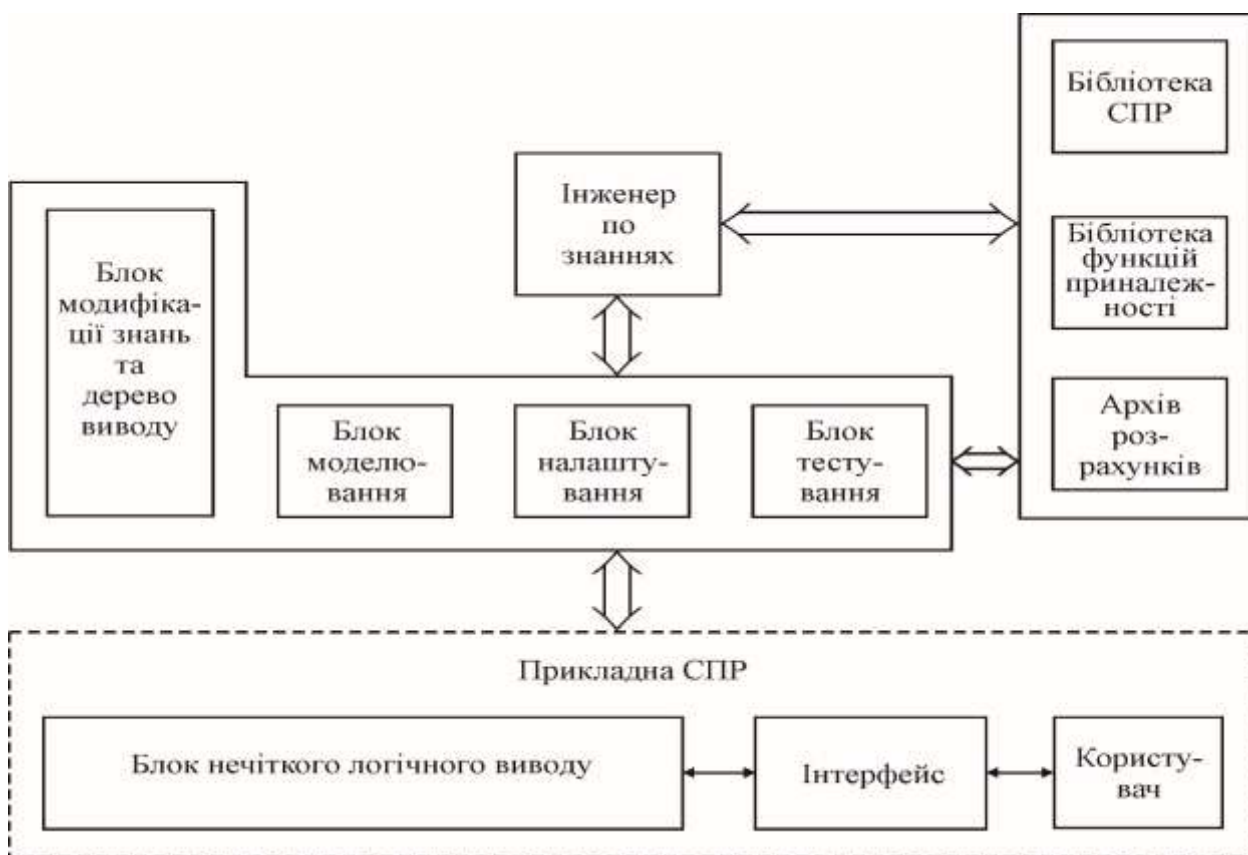 Бібліотека
СПР
Інженер
по
знаннях
Бібліотека
функцій
приналеж-
ності
Архів
роз-
рахунків
Блок
модифіка-
ції знань
та
дерево
виводу
Блок
моделю-
вання
Блок
налашту-
вання
Блок
тесту-
вання
Прикладна СПР
Блок нечіткого логічного виводу
Інтерфейс
Користу-
вач